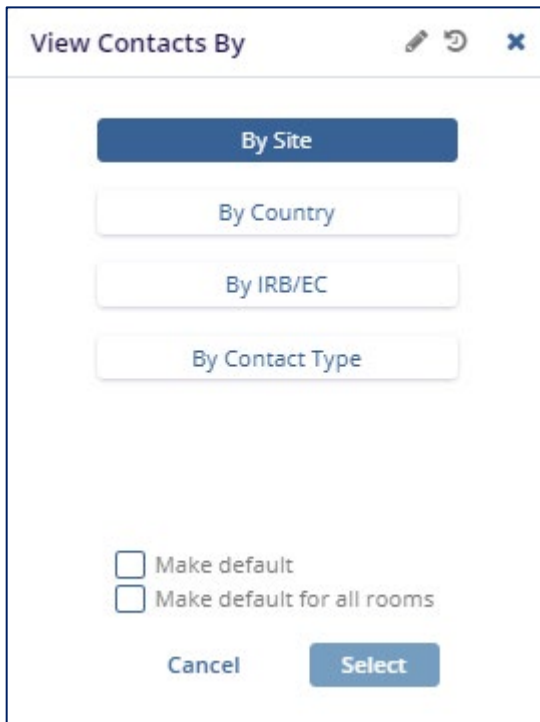 View Contacts By
By Site
By Country
By IRB/EC
By Contact Type
Make default
Make default for all rooms
Cancel Select